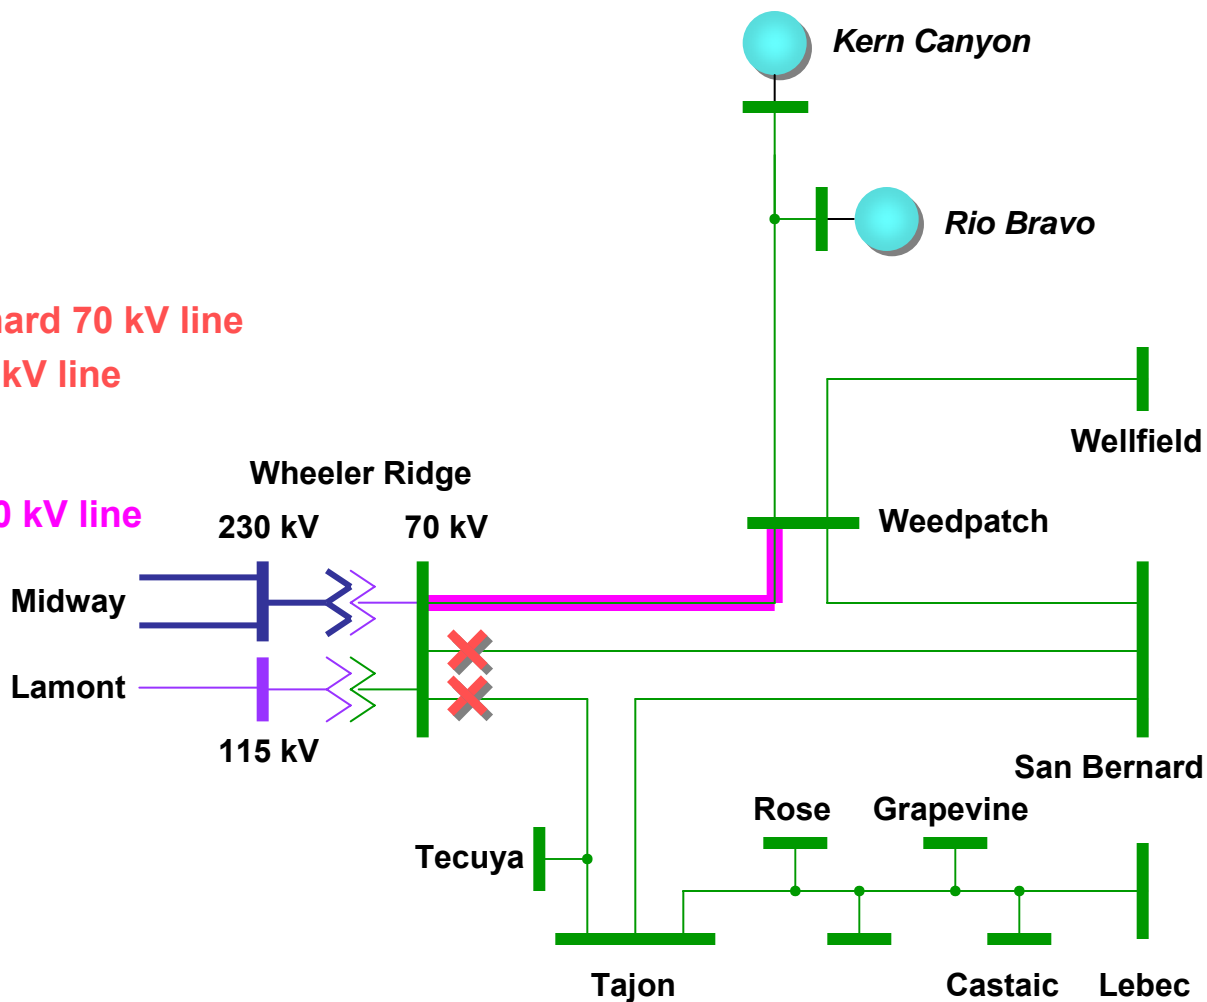 Kern Canyon
Rio Bravo
ard 70 kV line
kV line
Wellfield
Wheeler Ridge
0 kV line
230 kV
70 kV
Weedpatch
Midway
Lamont
115 kV
San Bernard
Rose
Grapevine
Tecuya
Tajon
Castaic
Lebec